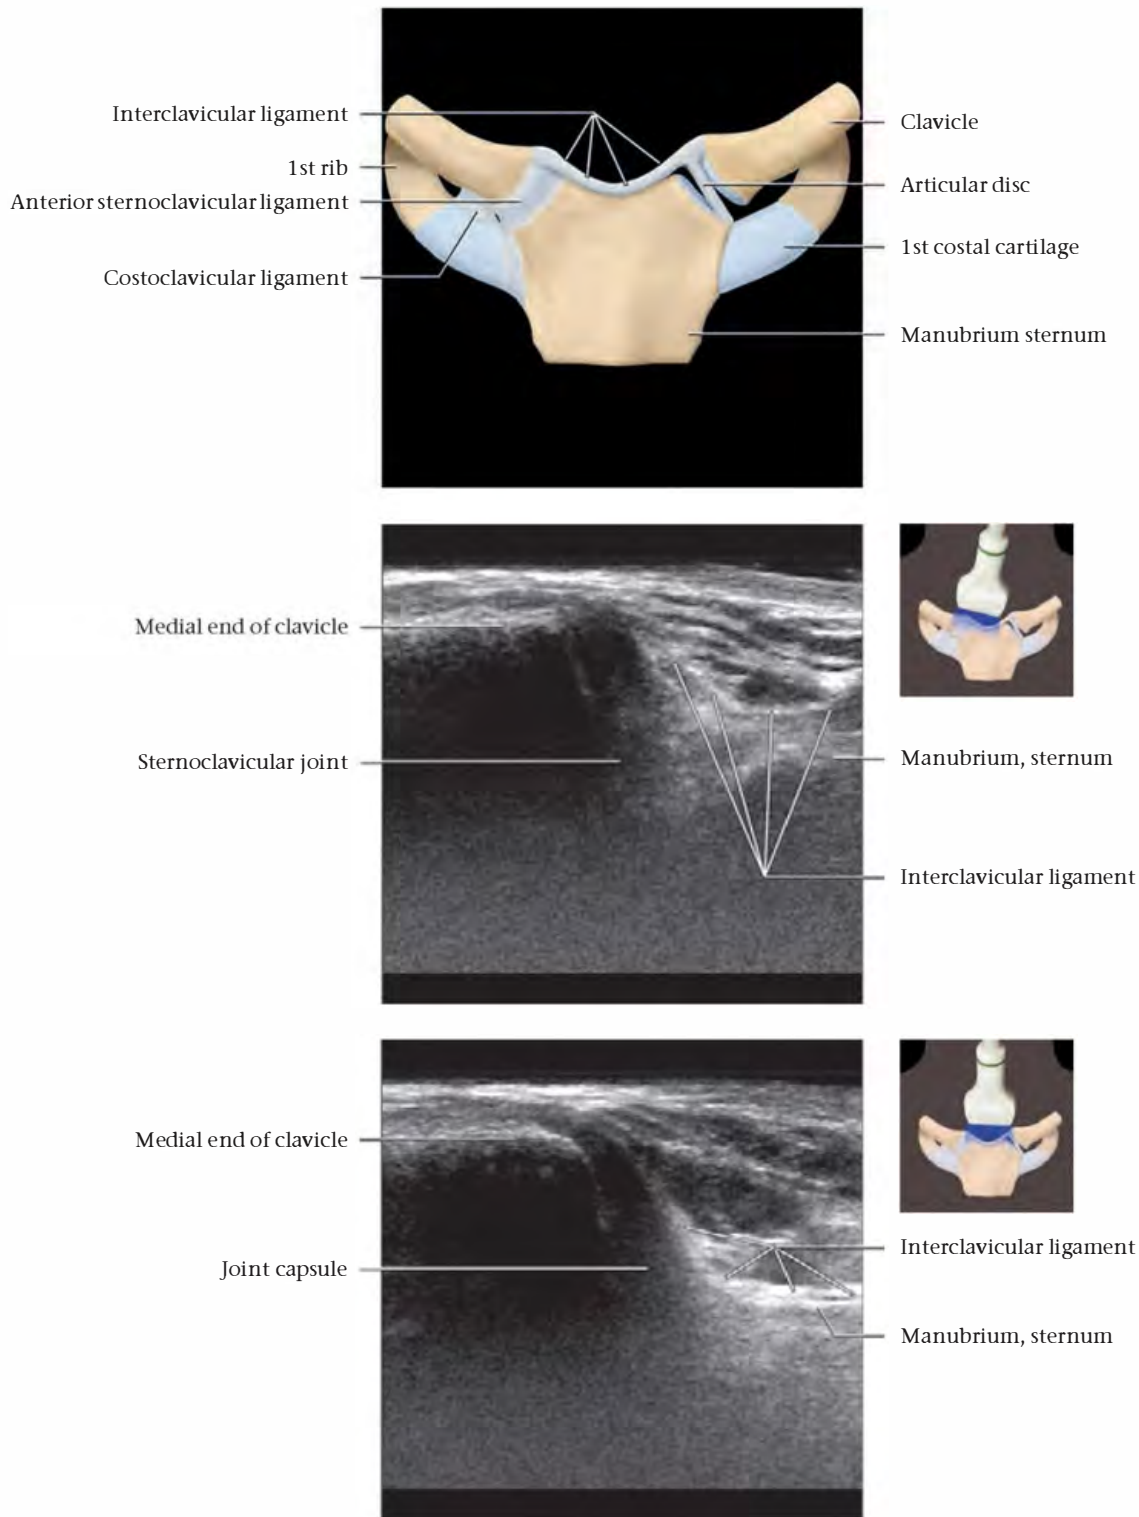 Interclavicular ligament
1st rib
Anterior sternoclavicular ligament
Costoclavicular ligament
Clavicle
Articular disc
1st costal cartilage
Manubrium sternum
Medial end of clavicle
Sternoclavicular joint
Manubrium, sternum
Interclavicular ligament
Medial end of clavicle
Joint capsule
Interclavicular ligament
Manubrium, sternum